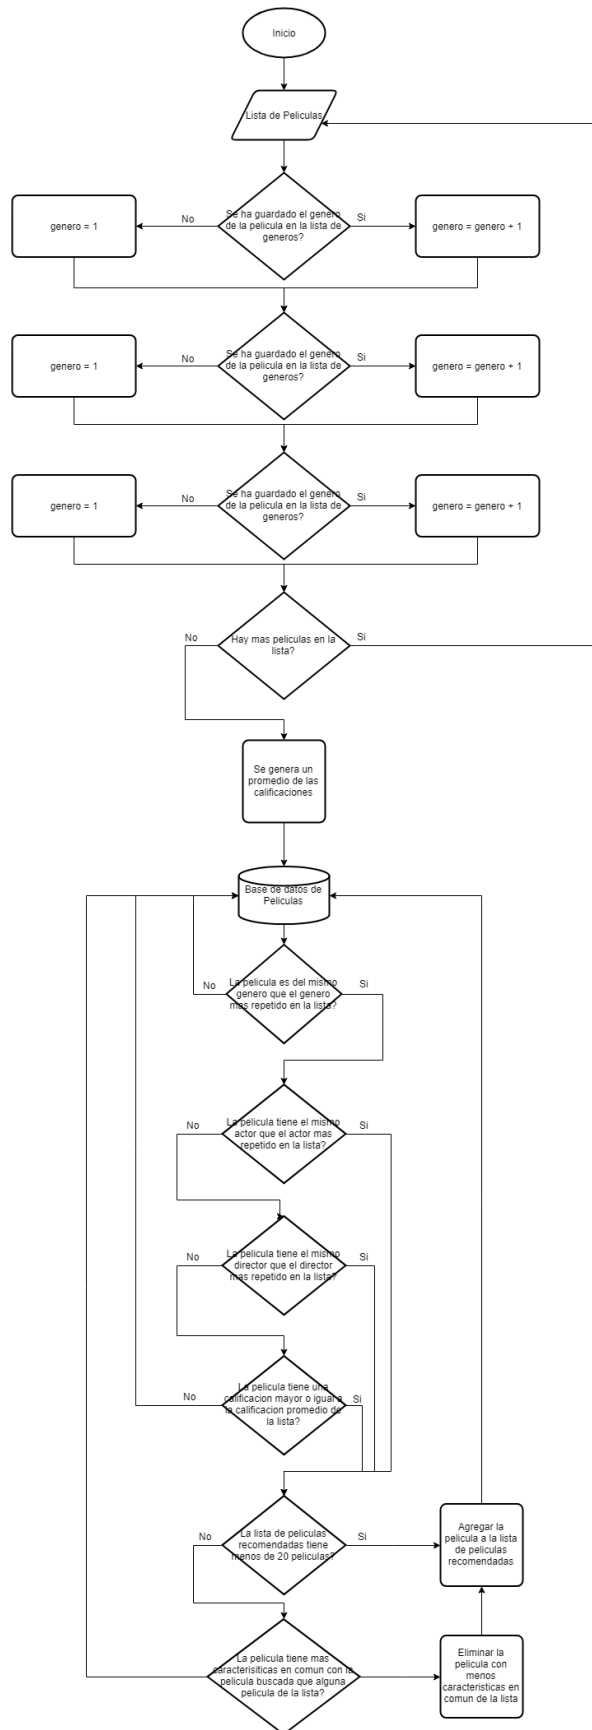 Inicio
Lista de Peliculas
Se ha guardado el genero
de la pelicula en la lista de
generos?
No
Si
genero = 1
genero = genero + 1
Se ha guardado el genero
de la pelicula en la lista de
generos?
No
Si
genero = 1
genero = genero + 1
Se ha guardado el genero
de la pelicula en la lista de
generos?
No
Si
genero = 1
genero = genero + 1
Hay mas peliculas en la
lista?
No
Si
Se genera un
promedio de las
calificaciones
Base de datos de
Peliculas
La pelicula es del mismo
genero que el genero
mas repetido en la lista?
No
Si
La pelicula tiene el mismo
actor que el actor mas
repetido en la lista?
No
Si
La pelicula tiene el mismo
director que el director
mas repetido en la lista?
No
Si
La pelicula tiene una
calificacion mayor o igual a
la calificacion promedio de
la lista?
No
Si
La lista de peliculas
recomendadas tiene
menos de 20 peliculas?
No
Si
Agregar la
pelicula a la lista
de peliculas
recomendadas
La pelicula tiene mas
caracterisiticas en comun con la
pelicula buscada que alguna
pelicula de la lista?
Eliminar la
pelicula con
menos
caracteristicas en
comun de la lista